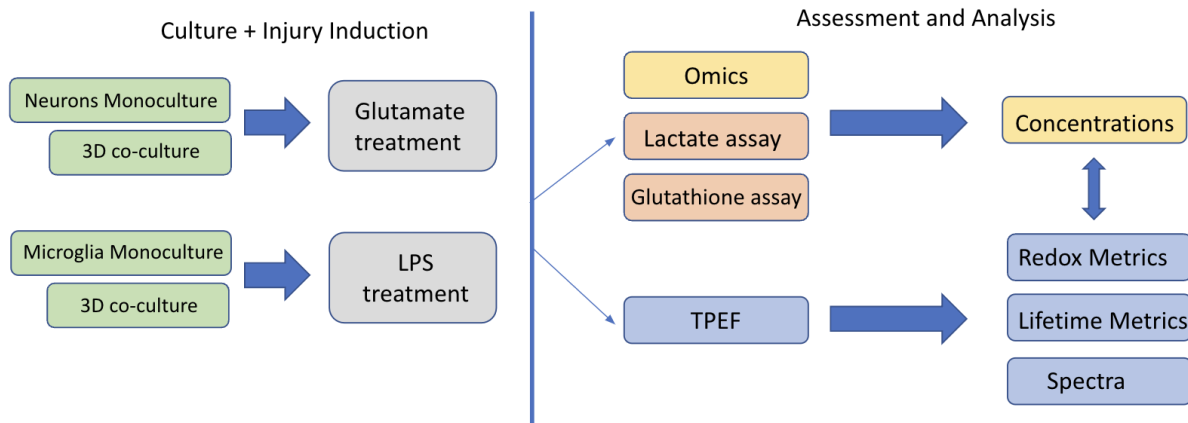 Culture + Injury Induction
Neurons Monoculture
3D co-culture
Glutamate
treatment
Microglia Monoculture
3D co-culture
LPS
treatment
Assessment and Analysis
Omics
Lactate assay
Glutathione assay
Concentrations
TPEF
Redox Metrics
Lifetime Metrics
Spectra